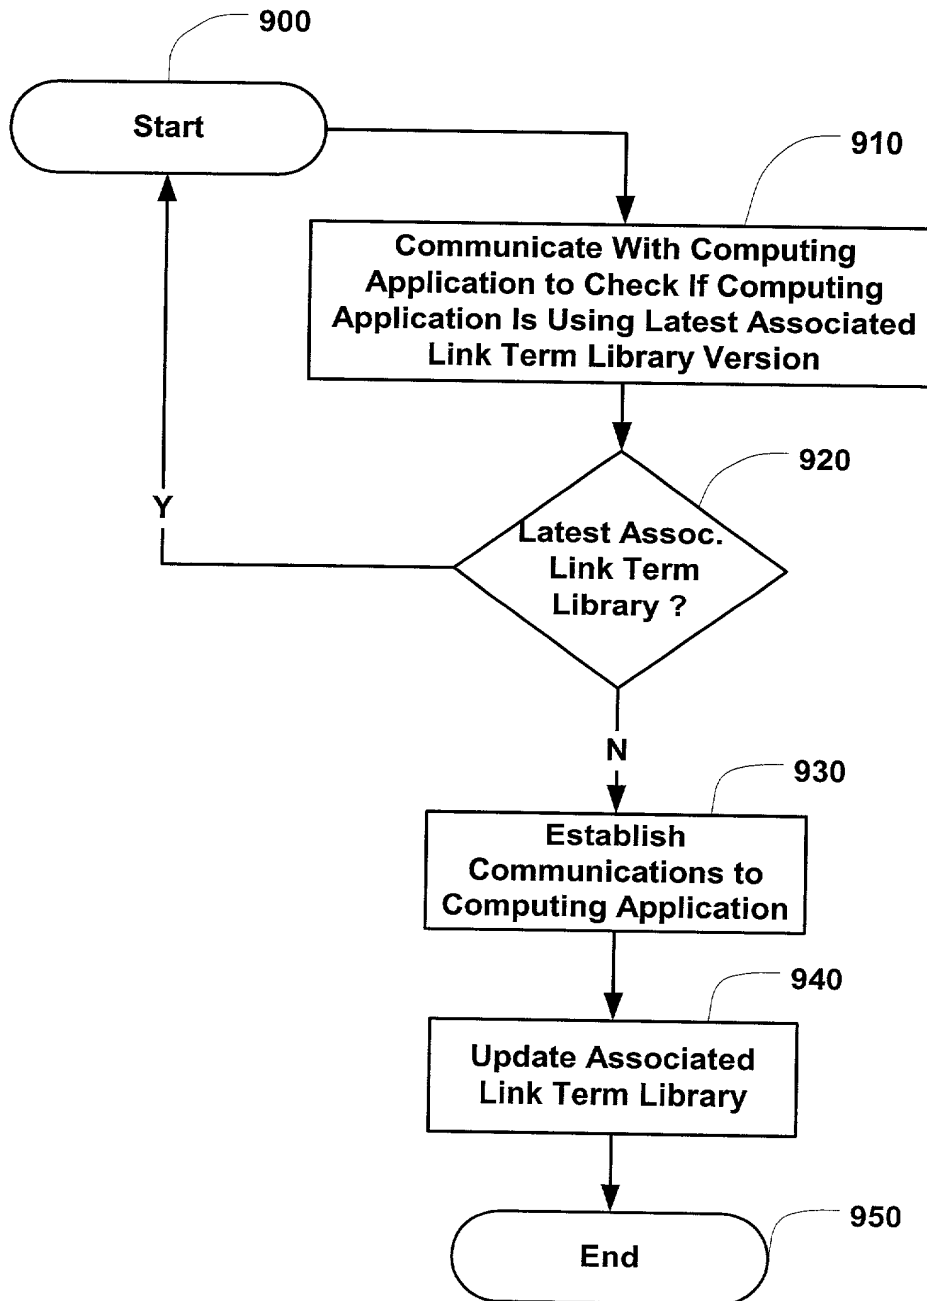 900
Start
910
Communicate With Computing
Application to Check If Computing
Application Is Using Latest Associated
Link Term Library Version
920
Latest Assoc.
Link Term
Library ?
Y
N
930
Establish
Communications to
Computing Application
940
Update Associated
Link Term Library
950
End